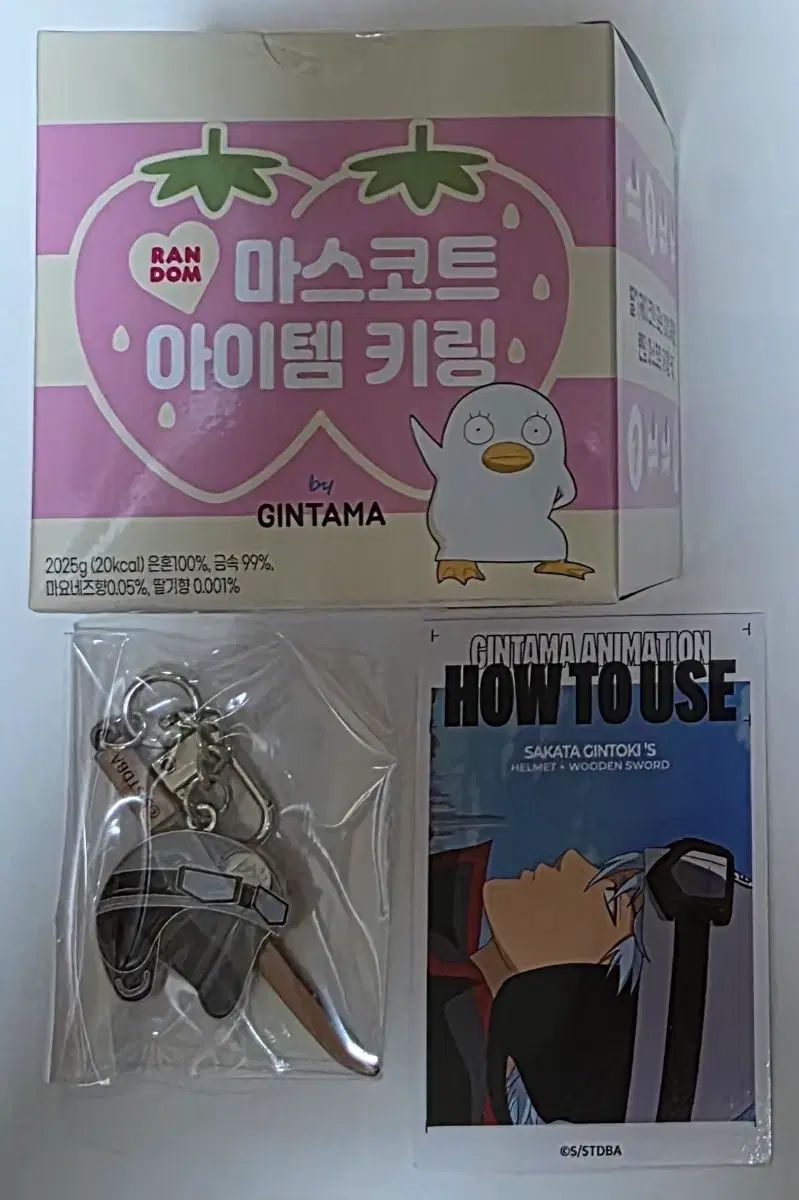 RAN
DOM
마스코트
아이템 키링
by
GINTAMA
2025g (20kcal) 은혼100%, 금속 99%,
마요네즈향0.05%, 딸기향 0.001%
©S/STDBA
GINTAMA ANIMATION
HOW TO USE
SAKATA GINTOKI'S
HELMET + WOODEN SWORD
©S/STDBA